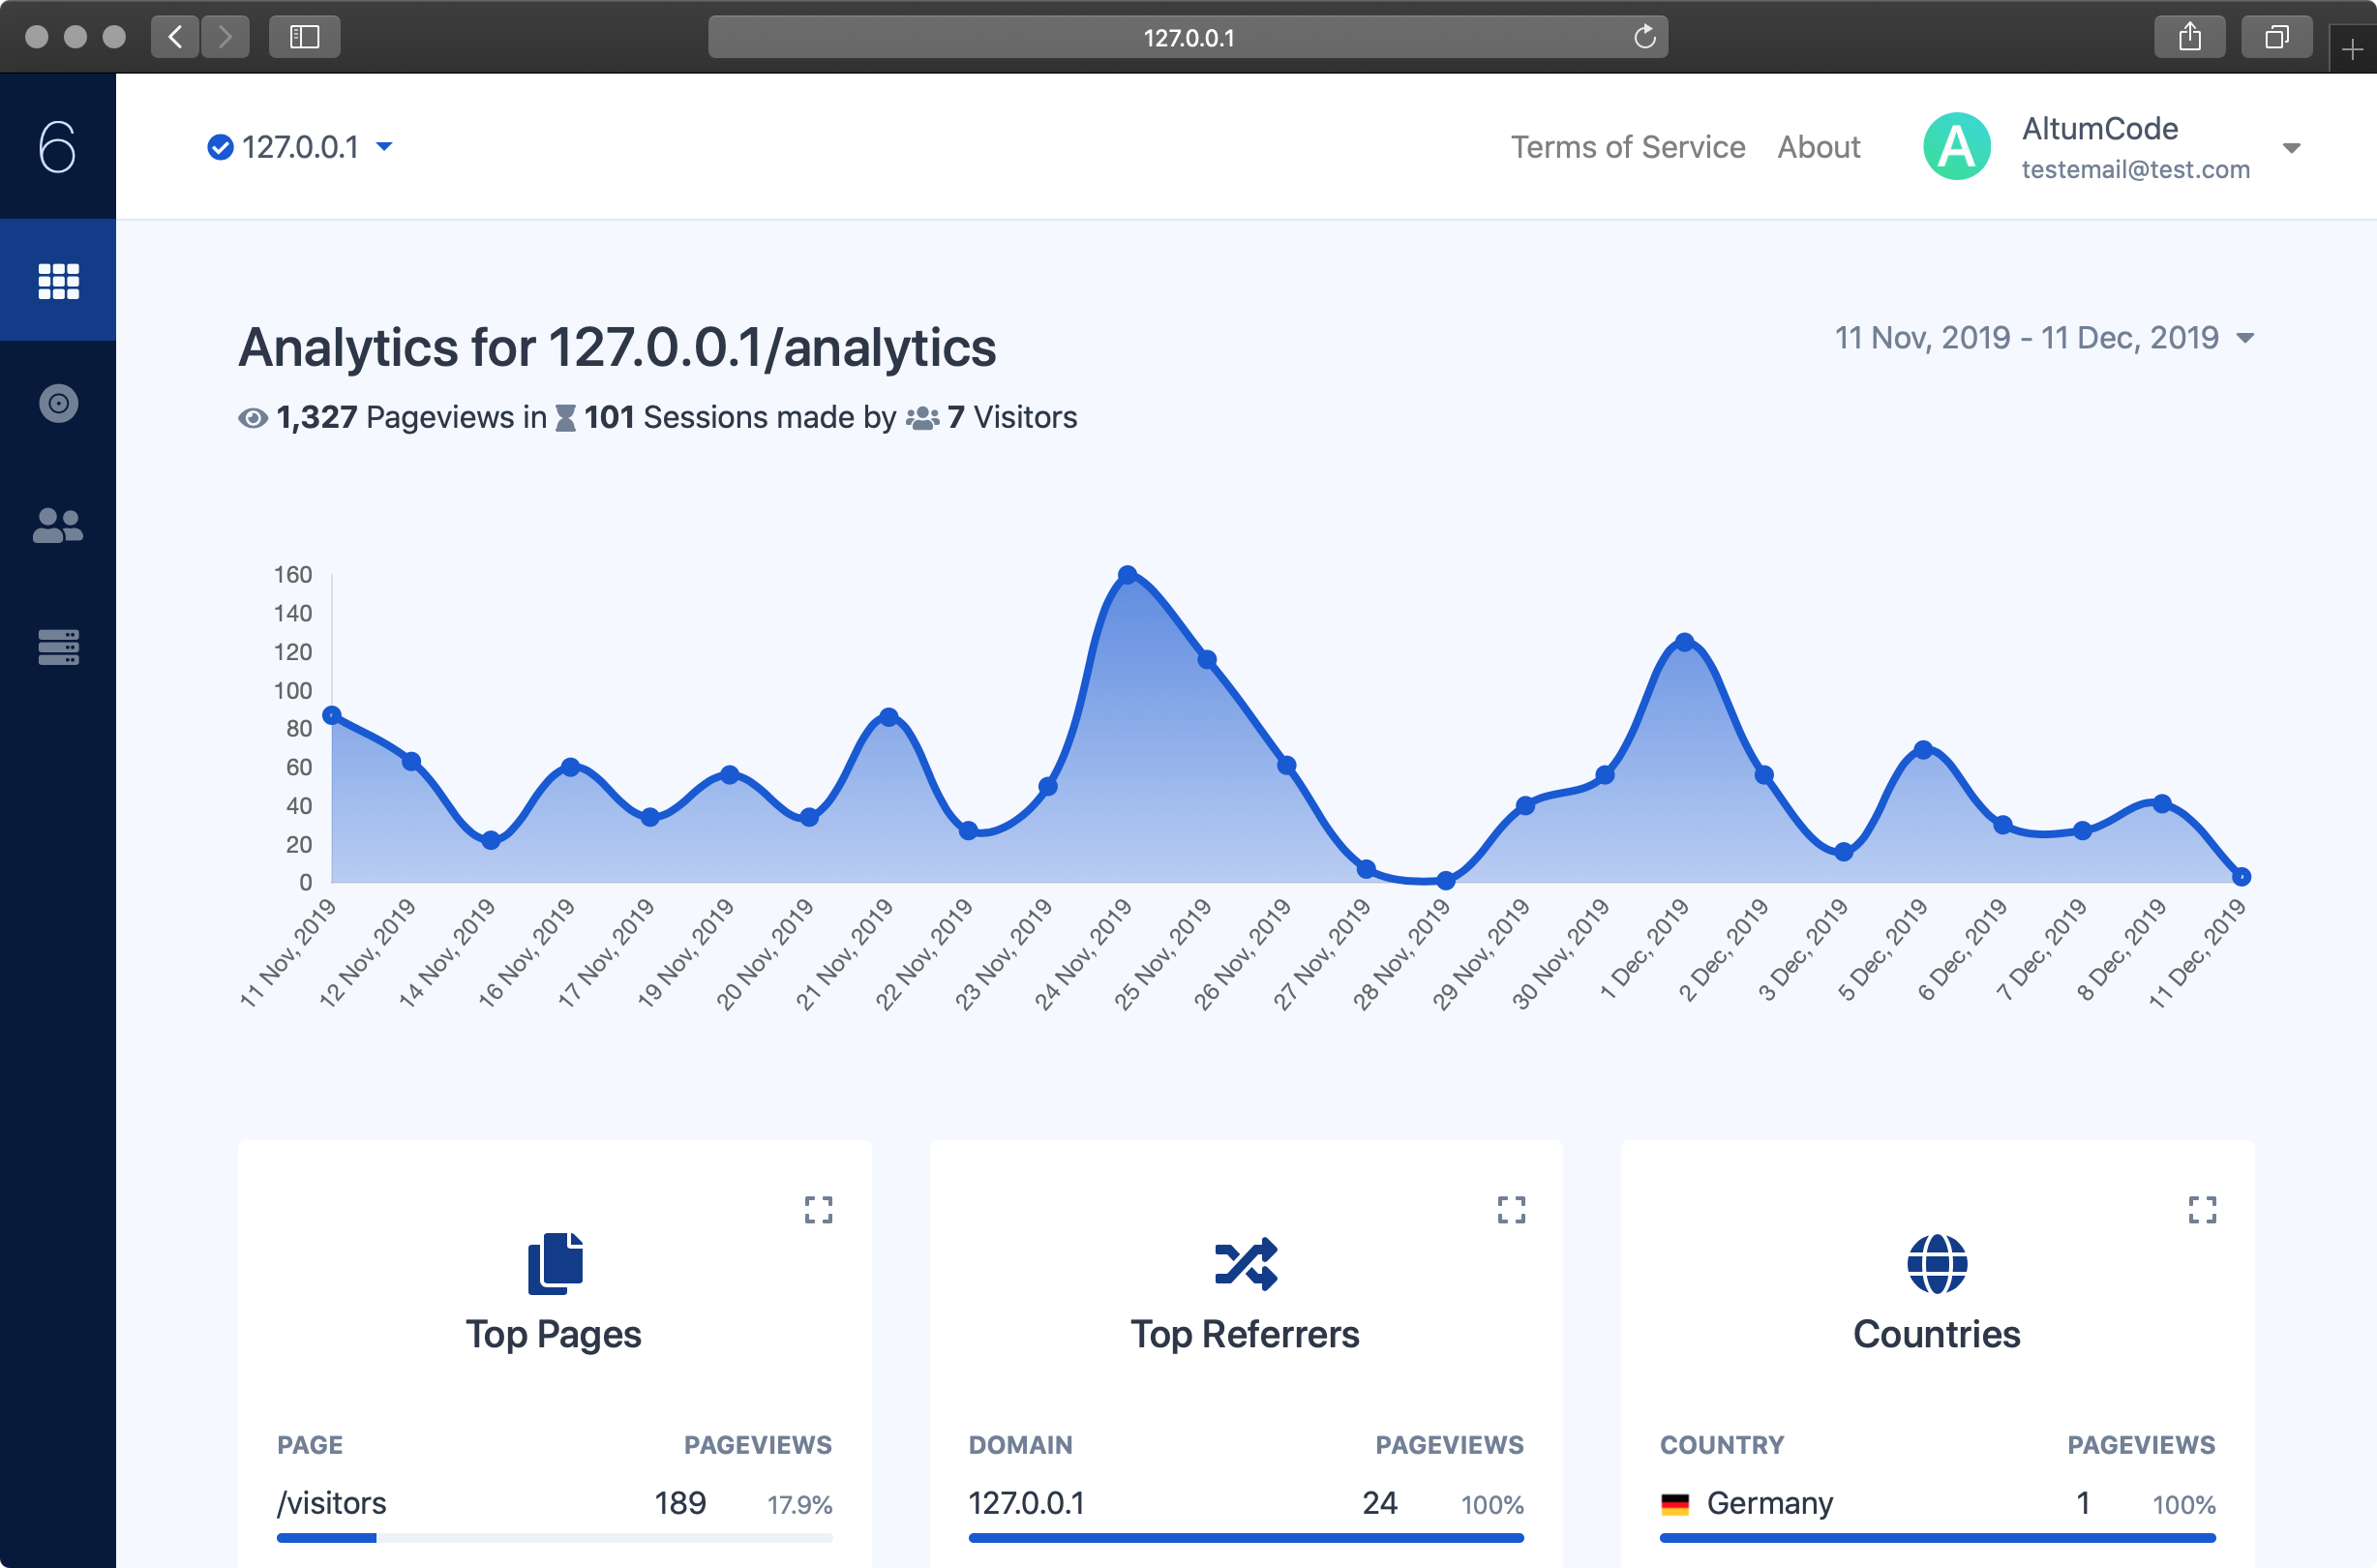 127.0.0.1
6
127.0.0.1
Terms of Service About
A
AltumCode
testemail@test.com
Analytics for 127.0.0.1/analytics
11 Nov, 2019 - 11 Dec, 2019
1,327 Pageviews in 101 Sessions made by 7 Visitors
160
140
120
100
80
60
40
20
0
11 Nov, 2019
12 Nov, 2019
14 Nov, 2019
16 Nov, 2019
17 Nov, 2019
19 Nov, 2019
20 Nov, 2019
21 Nov, 2019
22 Nov, 2019
23 Nov, 2019
24 Nov, 2019
25 Nov, 2019
26 Nov, 2019
27 Nov, 2019
28 Nov, 2019
29 Nov, 2019
30 Nov, 2019
1 Dec, 2019
2 Dec, 2019
3 Dec, 2019
5 Dec, 2019
6 Dec, 2019
7 Dec, 2019
8 Dec, 2019
11 Dec, 2019
Top Pages
PAGE PAGEVIEWS
/visitors 189 17.9%
Top Referrers
DOMAIN PAGEVIEWS
127.0.0.1 24 100%
Countries
COUNTRY PAGEVIEWS
Germany 1 100%